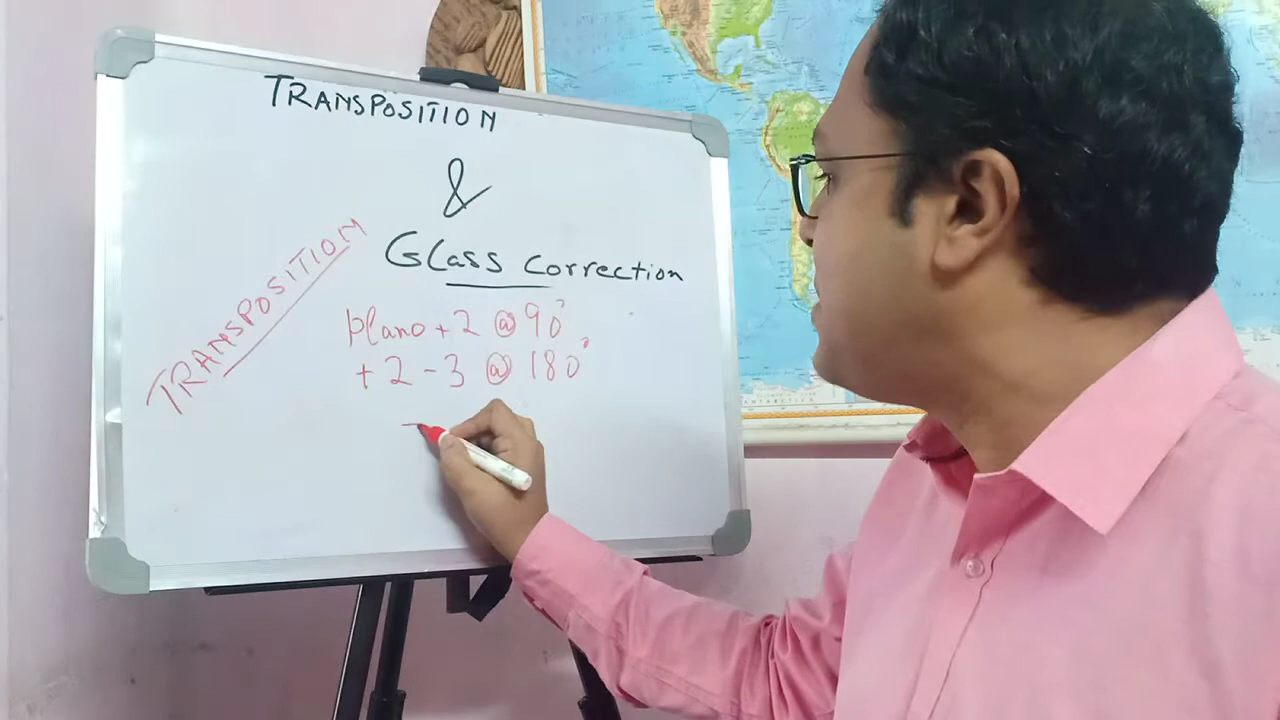 TRANSPOSITION
&
Glass correction
TRANSPOSITION
plano + 2 @ 90°
+ 2 - 3 @ 180°
-